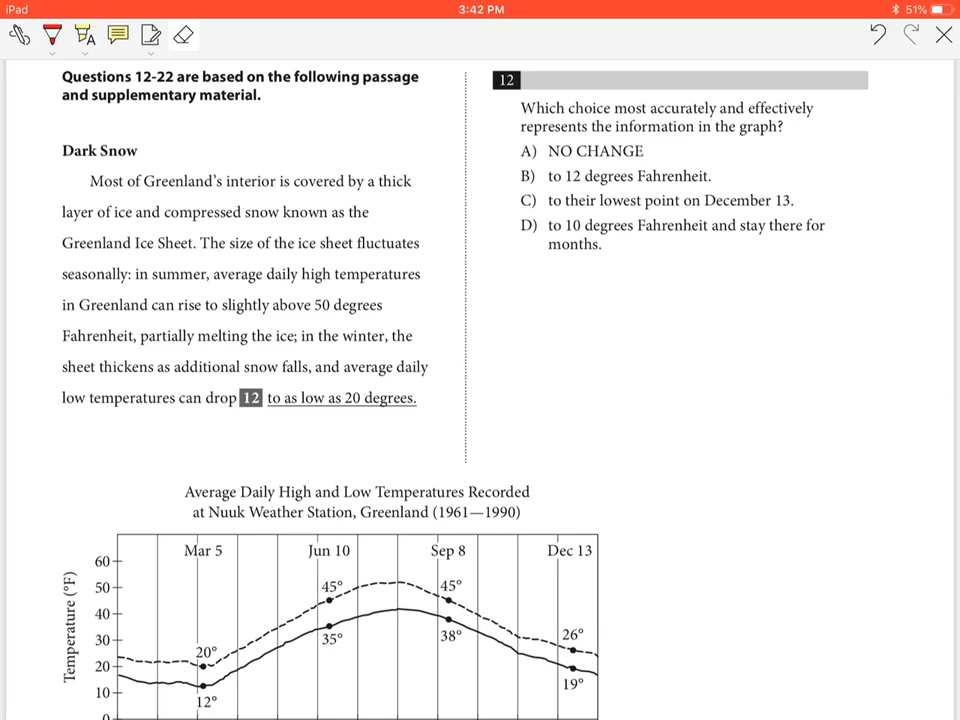 iPad
3:42 PM
51%
Questions 12-22 are based on the following passage
and supplementary material.
Dark Snow
Most of Greenland’s interior is covered by a thick
layer of ice and compressed snow known as the
Greenland Ice Sheet. The size of the ice sheet fluctuates
seasonally: in summer, average daily high temperatures
in Greenland can rise to slightly above 50 degrees
Fahrenheit, partially melting the ice; in the winter, the
sheet thickens as additional snow falls, and average daily
low temperatures can drop 12 to as low as 20 degrees.
12
Which choice most accurately and effectively
represents the information in the graph?
A) NO CHANGE
B) to 12 degrees Fahrenheit.
C) to their lowest point on December 13.
D) to 10 degrees Fahrenheit and stay there for
months.
Average Daily High and Low Temperatures Recorded
at Nuuk Weather Station, Greenland (1961—1990)
Mar 5 Jun 10 Sep 8 Dec 13
Temperature (°F)
60
50
40
30
20
10
0
20° 45° 45° 26°
12° 35° 38° 19°